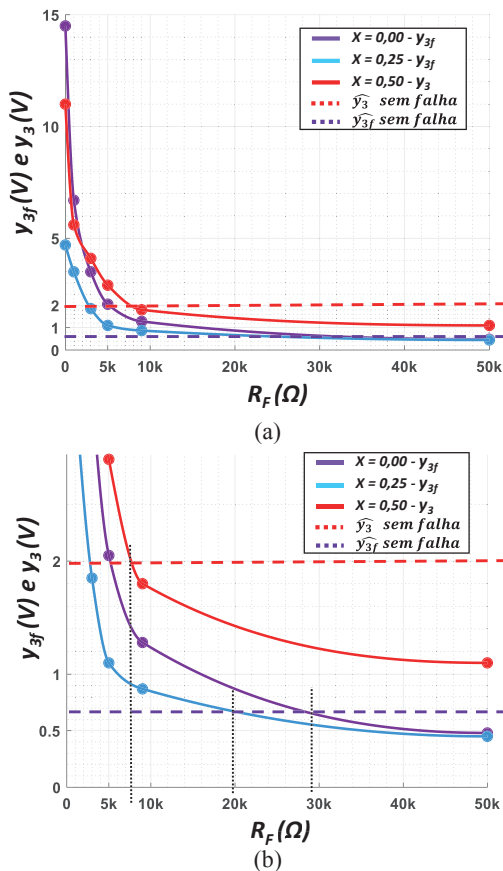 15
10
5
2
1
0
y3f (V) e y3 (V)
X = 0,00 - y3f
X = 0,25 - y3f
X = 0,50 - y3
ŷ3 sem falha
ŷ3f sem falha
0 10k 20k 30k 40k 50k
RF (Ω)
(a)
2
1
0.5
0
y3f (V) e y3 (V)
X = 0,00 - y3f
X = 0,25 - y3f
X = 0,50 - y3
ŷ3 sem falha
ŷ3f sem falha
0 5k 10k 20k 30k 40k 50k
RF (Ω)
(b)